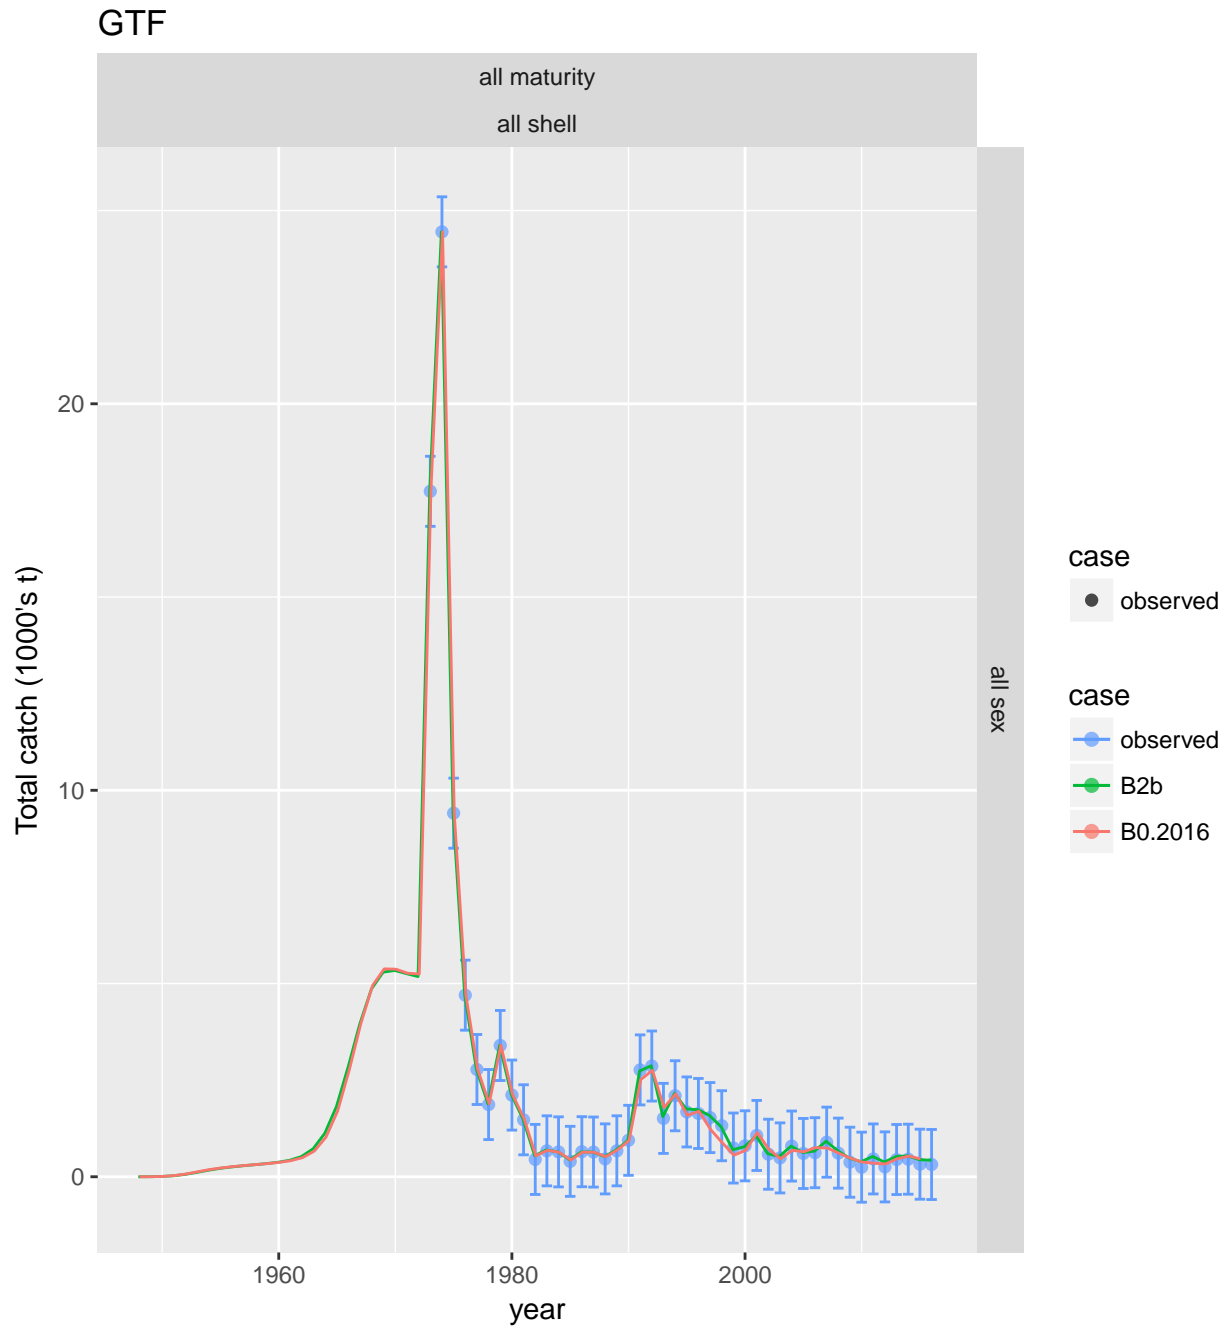 GTF
all maturity
all shell
all sex
Total catch (1000's t)
20
10
0
1960
1980
2000
year
case
observed
case
observed
B2b
B0.2016